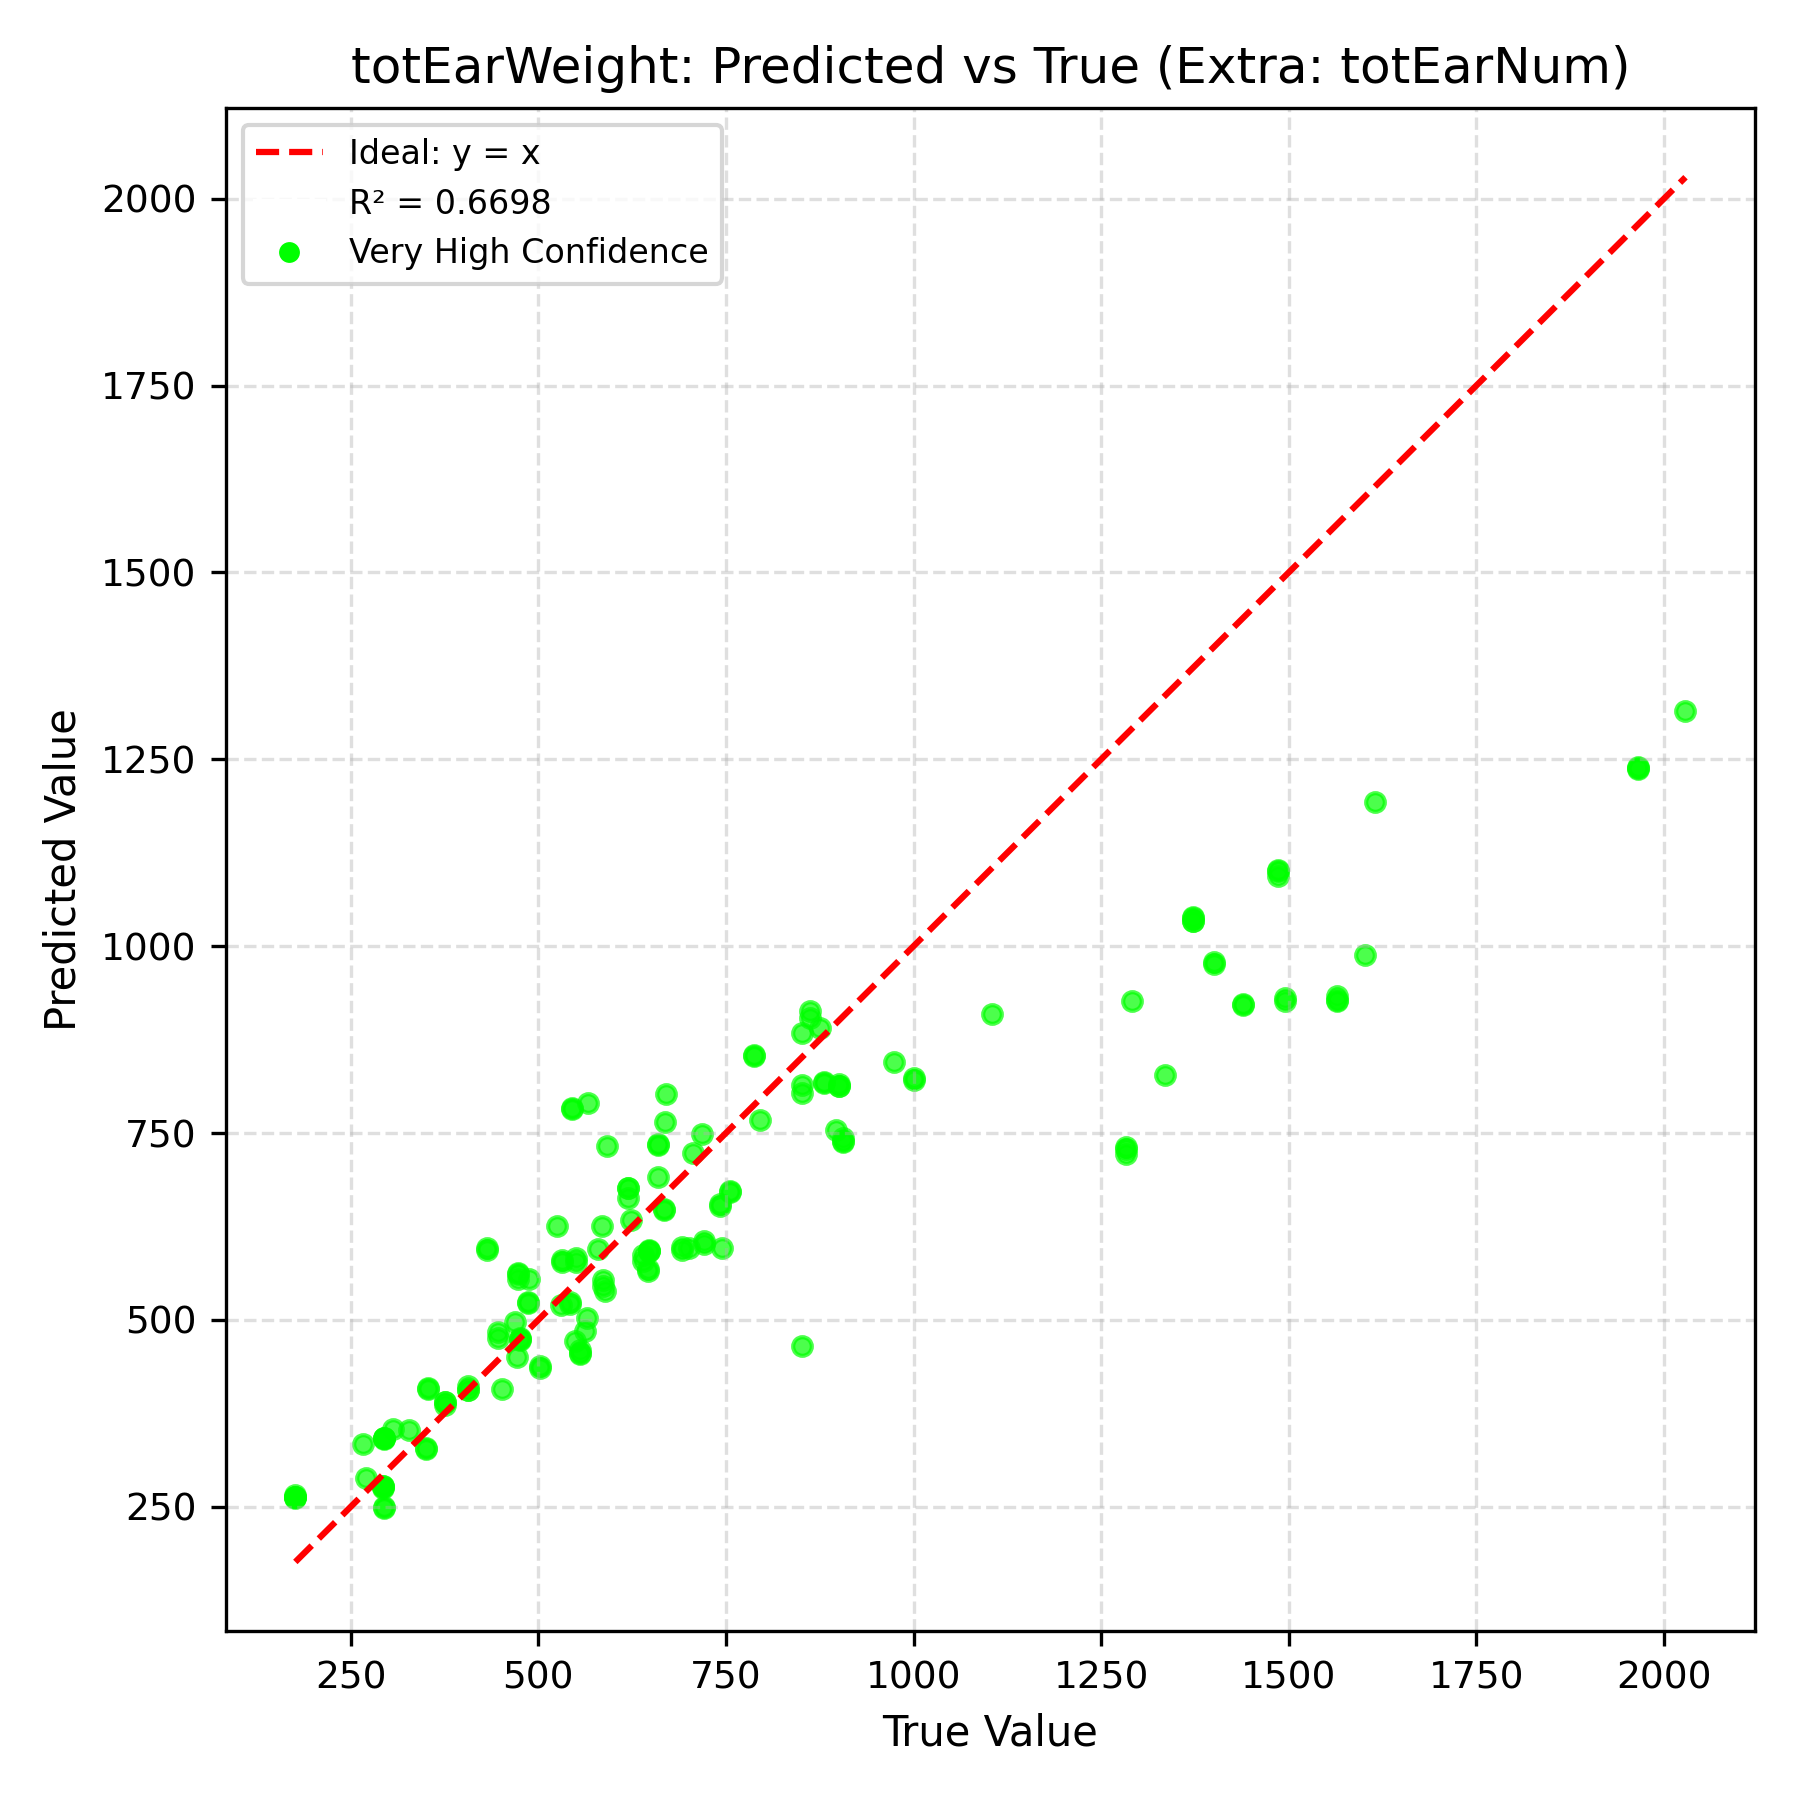 totEarWeight: Predicted vs True (Extra: totEarNum)
Ideal: y = x
R² = 0.6698
Very High Confidence
2000
1750
1500
1250
1000
750
500
250
Predicted Value
250 500 750 1000 1250 1500 1750 2000
True Value